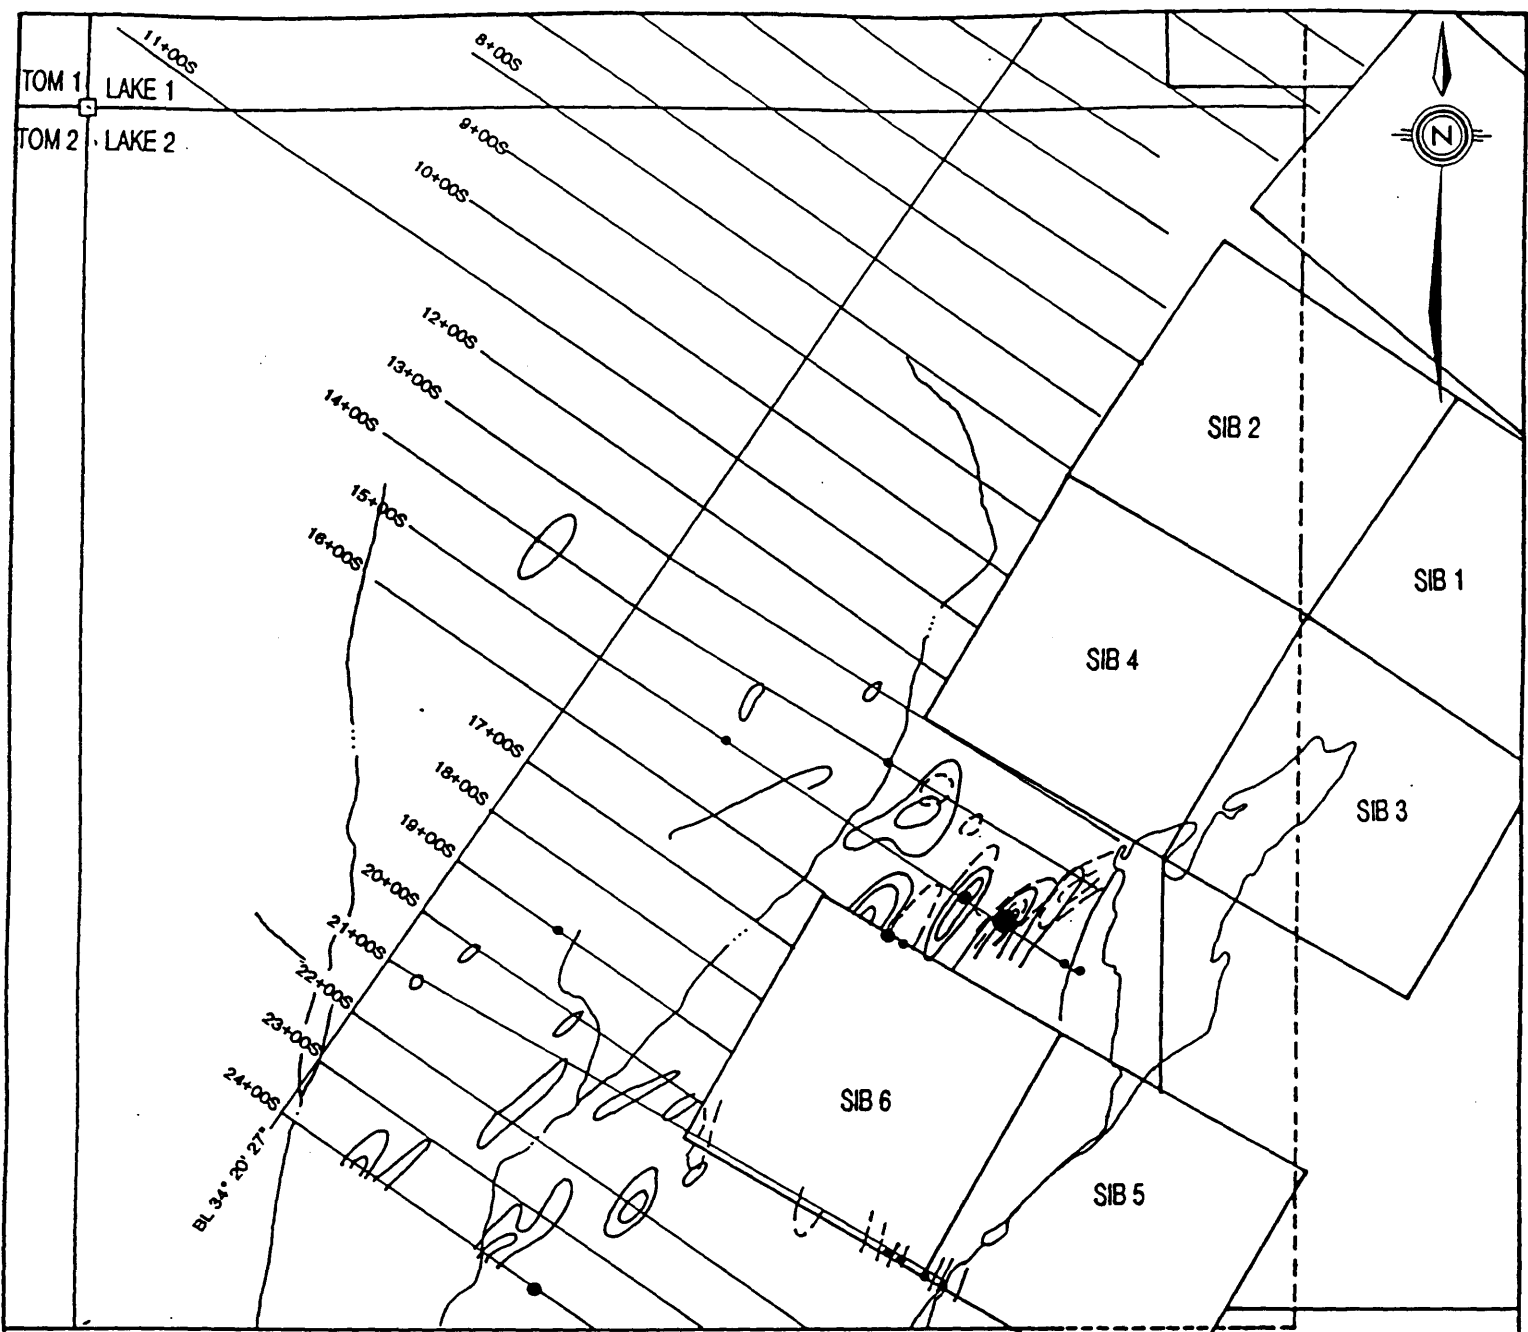 TOM 1
LAKE 1
TOM 2
LAKE 2
11+00S
8+00S
9+00S
10+00S
12+00S
13+00S
14+00S
15+00S
16+00S
17+00S
18+00S
19+00S
20+00S
21+00S
22+00S
23+00S
24+00S
BL 34° 20' 27"
N
SIB 2
SIB 1
SIB 4
SIB 3
SIB 6
SIB 5